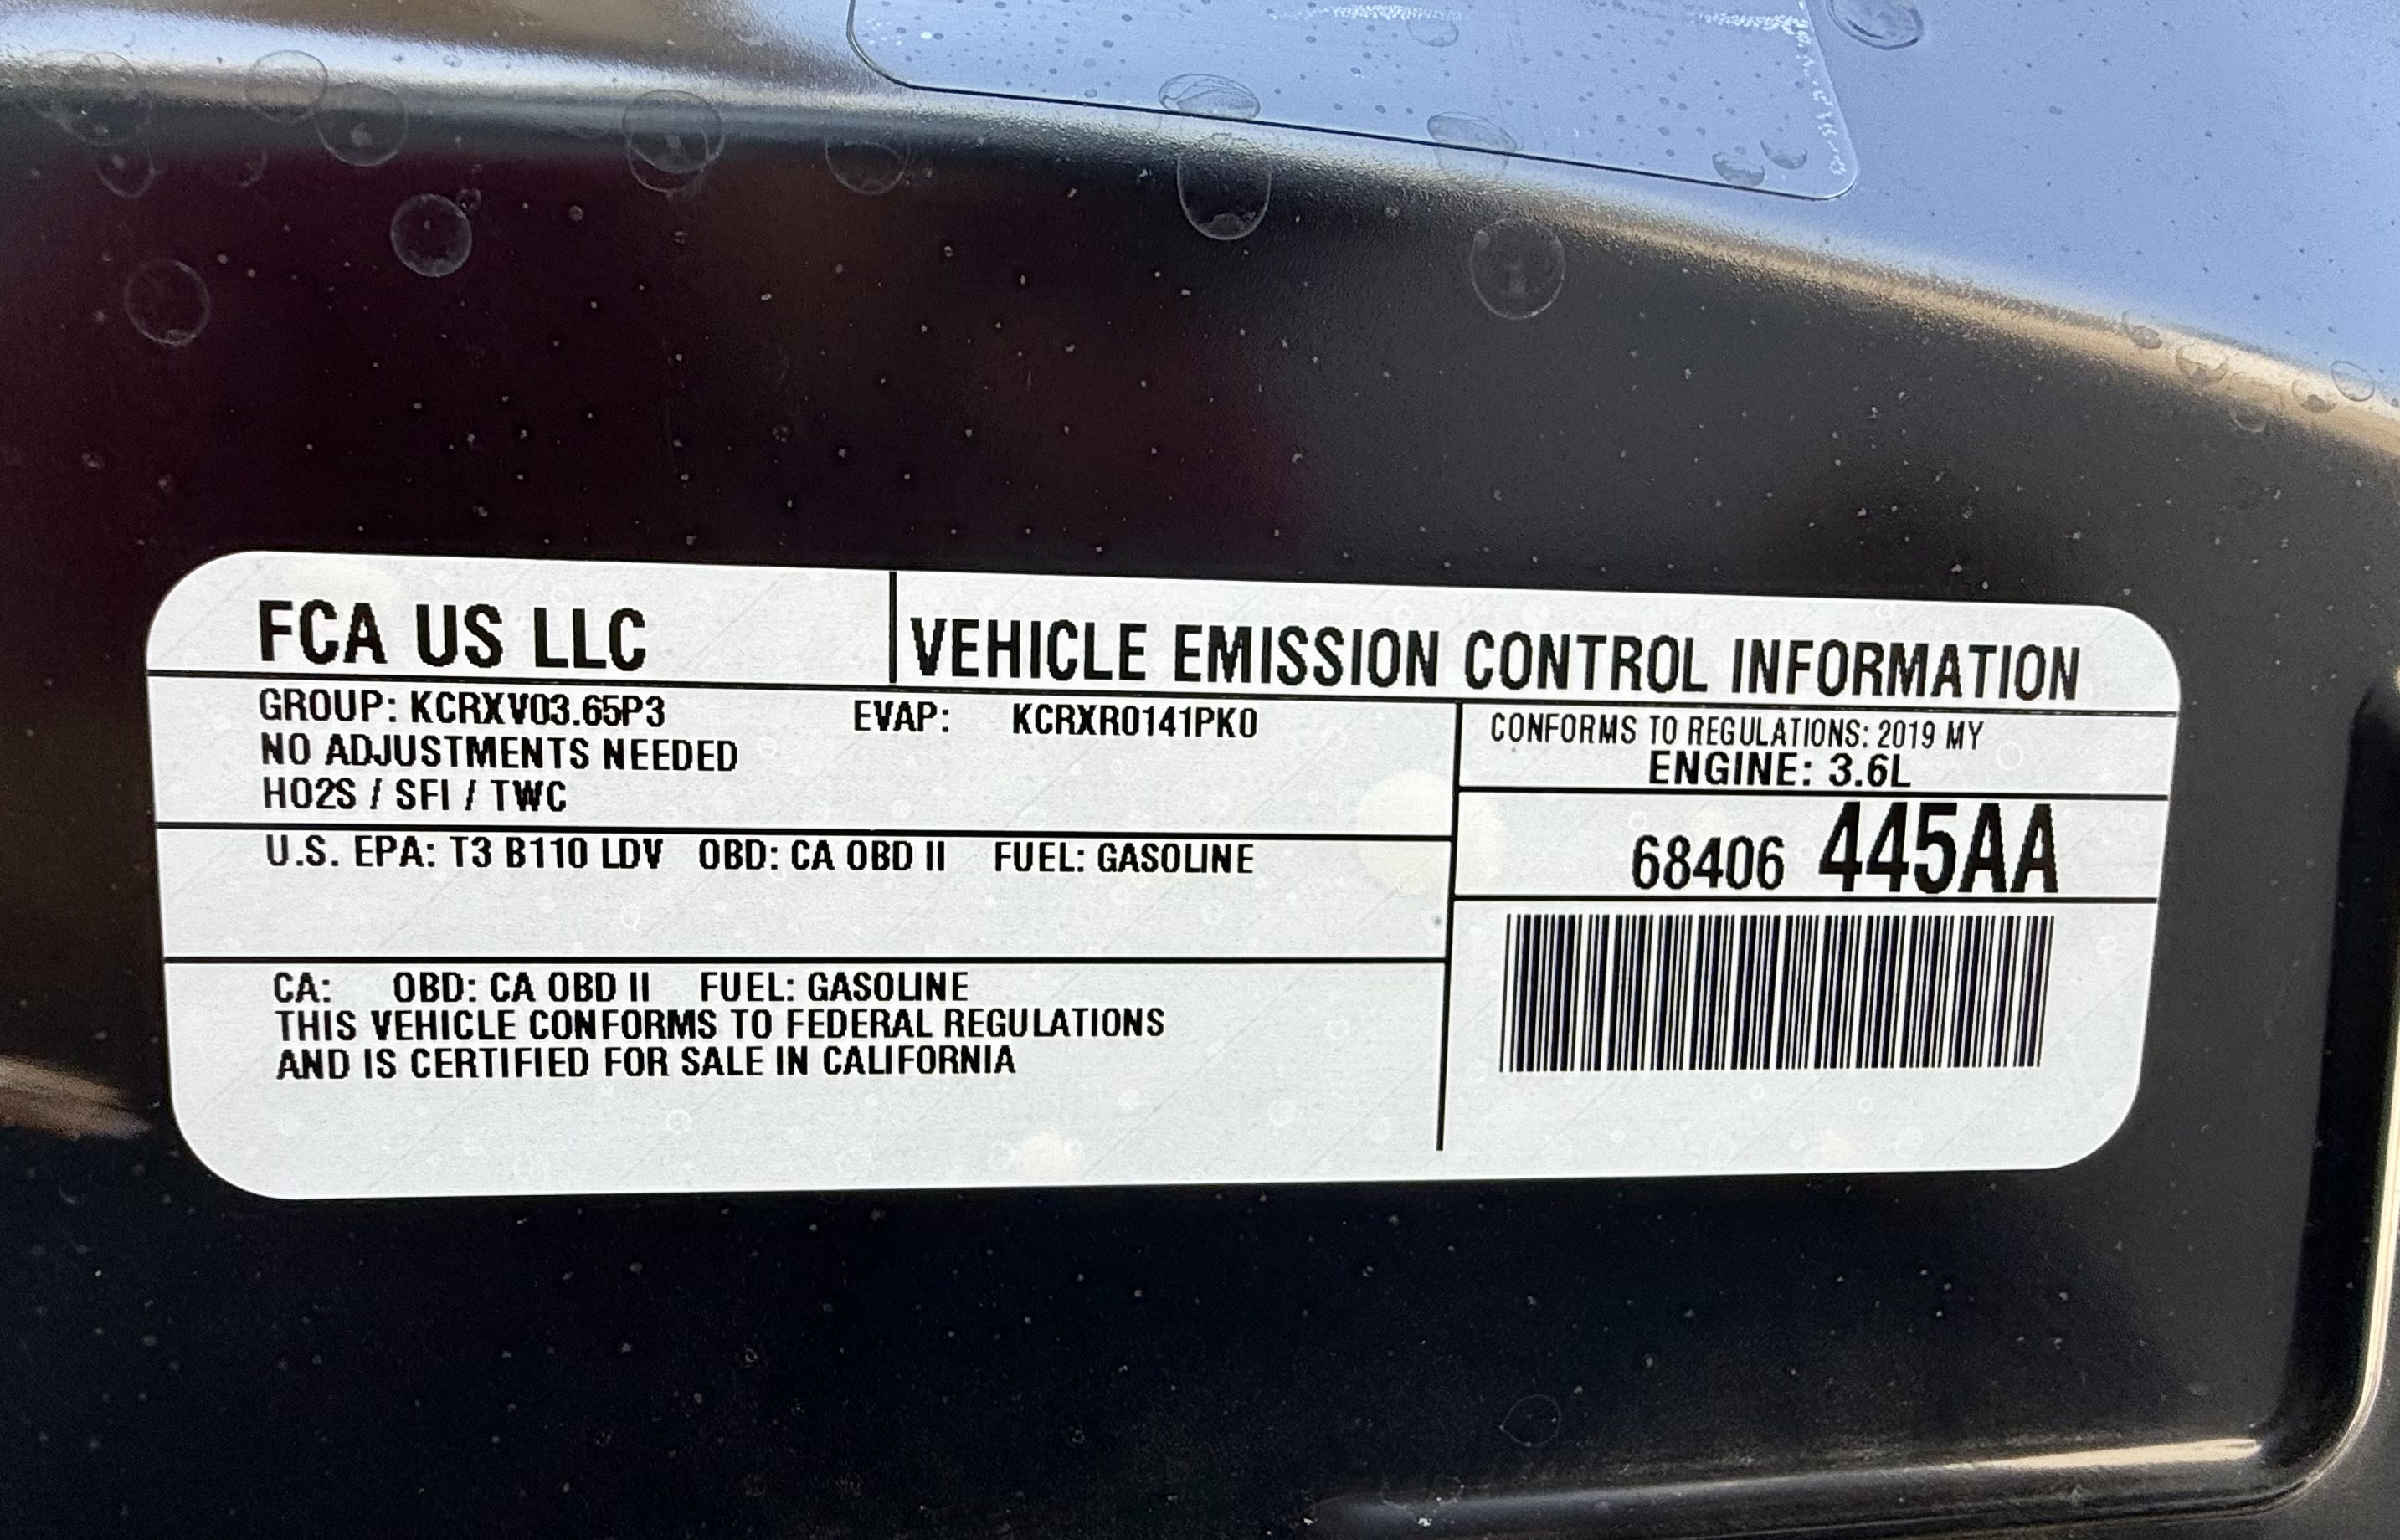 FCA US LLC
VEHICLE EMISSION CONTROL INFORMATION
GROUP: KCRXV03.65P3 EVAP: KCRXR0141PK0
NO ADJUSTMENTS NEEDED
HO2S / SFI / TWC
U.S. EPA: T3 B110 LDV OBD: CA OBD II FUEL: GASOLINE
CA: OBD: CA OBD II FUEL: GASOLINE
THIS VEHICLE CONFORMS TO FEDERAL REGULATIONS
AND IS CERTIFIED FOR SALE IN CALIFORNIA
CONFORMS TO REGULATIONS: 2019 MY
ENGINE: 3.6L
68406 445AA